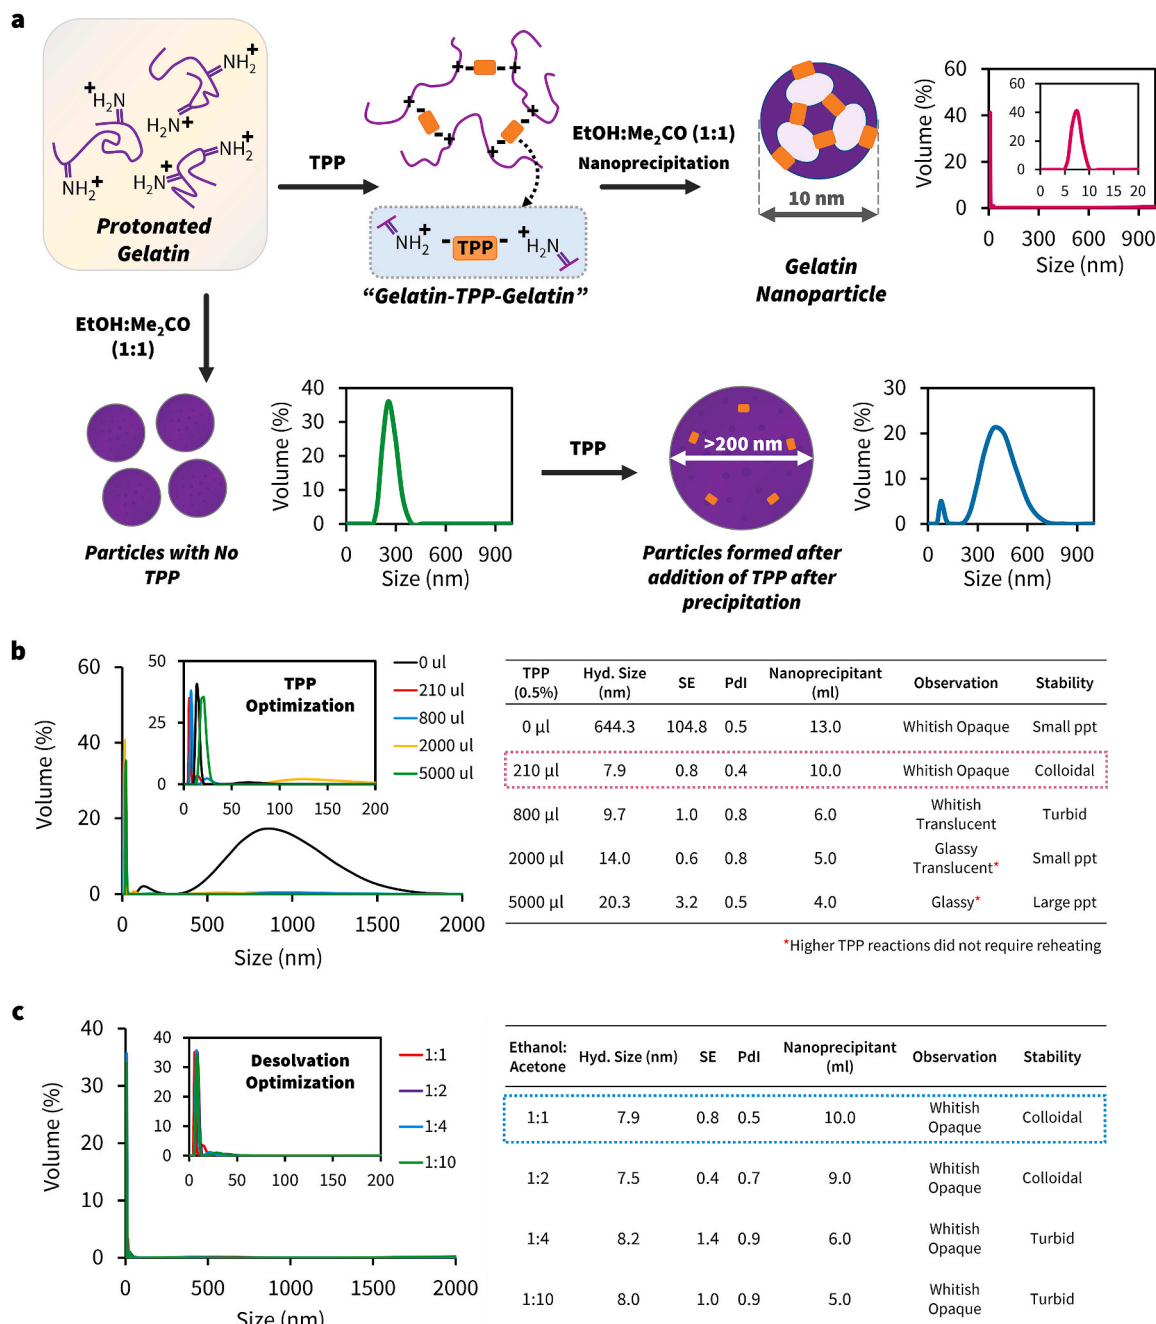 a
NH2+
+H2N
H2N+
NH2+
H2N+
NH2+
Protonated
Gelatin
TPP
+ - - +
+ - - +
+ - - +
NH2+ - TPP - +H2N
“Gelatin-TPP-Gelatin”
EtOH:Me2CO (1:1)
Nanoprecipitation
10 nm
Gelatin
Nanoparticle
Volume (%)
60
40
20
0
0 300 600 900
Size (nm)
60
40
20
0
0 5 10 15 20
EtOH:Me2CO
(1:1)
Particles with No
TPP
Volume (%)
40
30
20
10
0
0 300 600 900
Size (nm)
TPP
>200 nm
Particles formed after
addition of TPP after
precipitation
Volume (%)
30
20
10
0
0 300 600 900
Size (nm)
b
Volume (%)
60
40
20
0
0 500 1000 1500 2000
Size (nm)
50
25
0
0 50 100 150 200
TPP
Optimization
0 ul
210 ul
800 ul
2000 ul
5000 ul
TPP (0.5%) Hyd. Size (nm) SE PdI Nanoprecipitant (ml) Observation Stability
0 µl 644.3 104.8 0.5 13.0 Whitish Opaque Small ppt
210 µl 7.9 0.8 0.4 10.0 Whitish Opaque Colloidal
800 µl 9.7 1.0 0.8 6.0 Whitish Translucent Turbid
2000 µl 14.0 0.6 0.8 5.0 Glassy Translucent* Small ppt
5000 µl 20.3 3.2 0.5 4.0 Glassy* Large ppt
*Higher TPP reactions did not require reheating
c
Volume (%)
40
30
20
10
0
0 500 1000 1500 2000
Size (nm)
40
30
20
10
0
0 50 100 150 200
Desolvation
Optimization
1:1
1:2
1:4
1:10
Ethanol: Acetone Hyd. Size (nm) SE PdI Nanoprecipitant (ml) Observation Stability
1:1 7.9 0.8 0.5 10.0 Whitish Opaque Colloidal
1:2 7.5 0.4 0.7 9.0 Whitish Opaque Colloidal
1:4 8.2 1.4 0.9 6.0 Whitish Opaque Turbid
1:10 8.0 1.0 0.9 5.0 Whitish Opaque Turbid